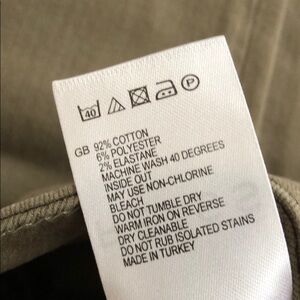 40 P
GB 92% COTTON
6% POLYESTER
2% ELASTANE
MACHINE WASH 40 DEGREES
INSIDE OUT
MAY USE NON-CHLORINE
BLEACH
DO NOT TUMBLE DRY
WARM IRON ON REVERSE
DRY CLEANABLE
DO NOT RUB ISOLATED STAINS
MADE IN TURKEY